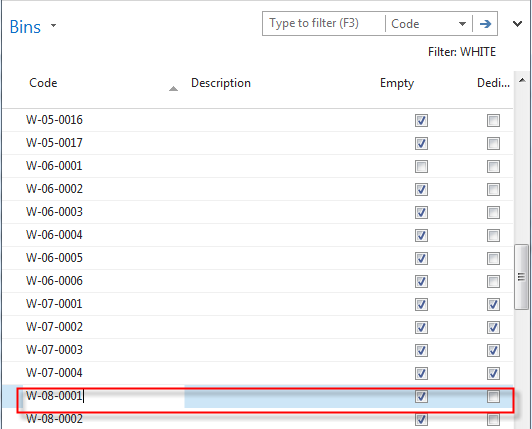 Bins
Type to filter (F3) Code
Filter: WHITE
Code Description Empty Dedi...
W-05-0016
W-05-0017
W-06-0001
W-06-0002
W-06-0003
W-06-0004
W-06-0005
W-06-0006
W-07-0001
W-07-0002
W-07-0003
W-07-0004
W-08-0001
W-08-0002